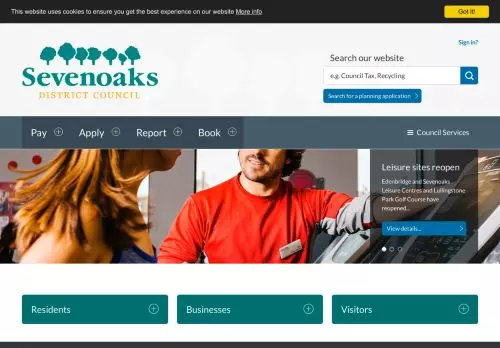 This website uses cookies to ensure you get the best experience on our website More info
Got it!
Sign in?
Sevenoaks
DISTRICT COUNCIL
Search our website
e.g. Council Tax, Recycling
Search for a planning application
Pay
Apply
Report
Book
Council Services
Leisure sites reopen
Edenbridge and Sevenoaks
Leisure Centres and Lullingstone
Park Golf Course have
reopened...
View details...
Residents
Businesses
Visitors